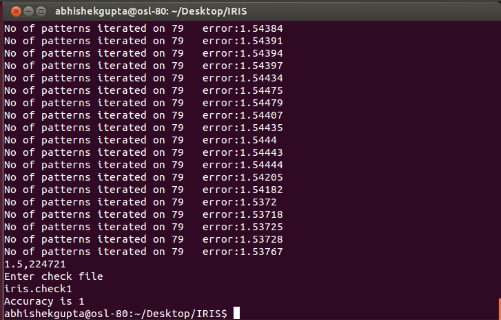 abhishekgupta@osl-80: ~/Desktop/IRIS
No of patterns iterated on 79   error:1.54384
No of patterns iterated on 79   error:1.54391
No of patterns iterated on 79   error:1.54394
No of patterns iterated on 79   error:1.54397
No of patterns iterated on 79   error:1.54434
No of patterns iterated on 79   error:1.54475
No of patterns iterated on 79   error:1.54479
No of patterns iterated on 79   error:1.54407
No of patterns iterated on 79   error:1.54435
No of patterns iterated on 79   error:1.5444
No of patterns iterated on 79   error:1.54443
No of patterns iterated on 79   error:1.54444
No of patterns iterated on 79   error:1.54205
No of patterns iterated on 79   error:1.54182
No of patterns iterated on 79   error:1.5372
No of patterns iterated on 79   error:1.53718
No of patterns iterated on 79   error:1.53725
No of patterns iterated on 79   error:1.53728
No of patterns iterated on 79   error:1.53767
1.5,224721
Enter check file
iris.check1
Accuracy is 1
abhishekgupta@osl-80:~/Desktop/IRIS$